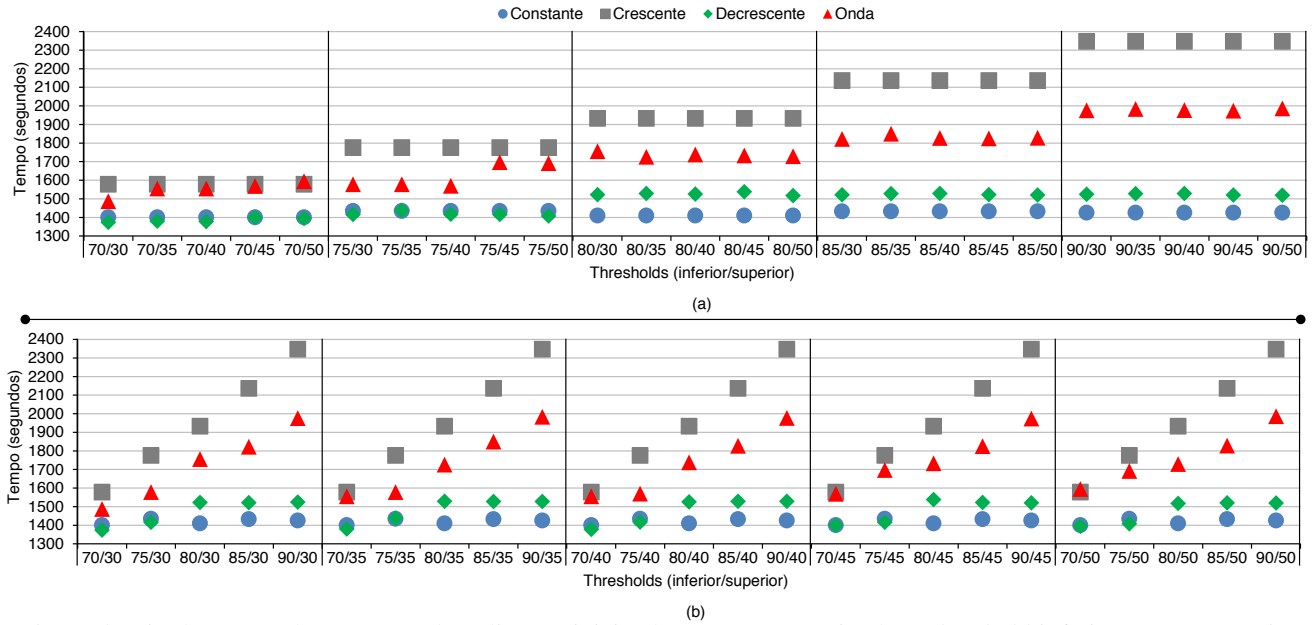 Constante Crescente Decrescente Onda
Tempo (segundos)
2400
2300
2200
2100
2000
1900
1800
1700
1600
1500
1400
1300
70/30 70/35 70/40 70/45 70/50 75/30 75/35 75/40 75/45 75/50 80/30 80/35 80/40 80/45 80/50 85/30 85/35 85/40 85/45 85/50 90/30 90/35 90/40 90/45 90/50
Thresholds (inferior/superior)
(a)
Tempo (segundos)
2400
2300
2200
2100
2000
1900
1800
1700
1600
1500
1400
1300
70/30 75/30 80/30 85/30 90/30 70/35 75/35 80/35 85/35 90/35 70/40 75/40 80/40 85/40 90/40 70/45 75/45 80/45 85/45 90/45 70/50 75/50 80/50 85/50 90/50
Thresholds (inferior/superior)
(b)